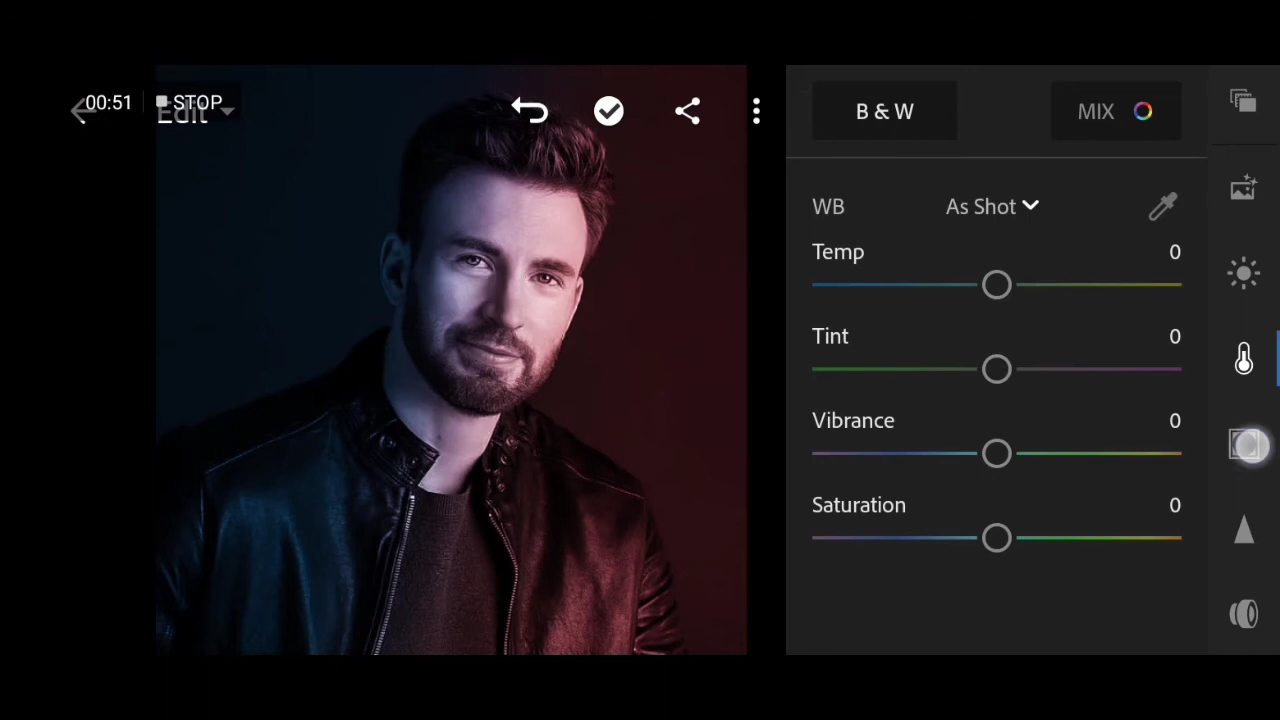 00:51 STOP
Edit
B & W
MIX
WB As Shot
Temp 0
Tint 0
Vibrance 0
Saturation 0